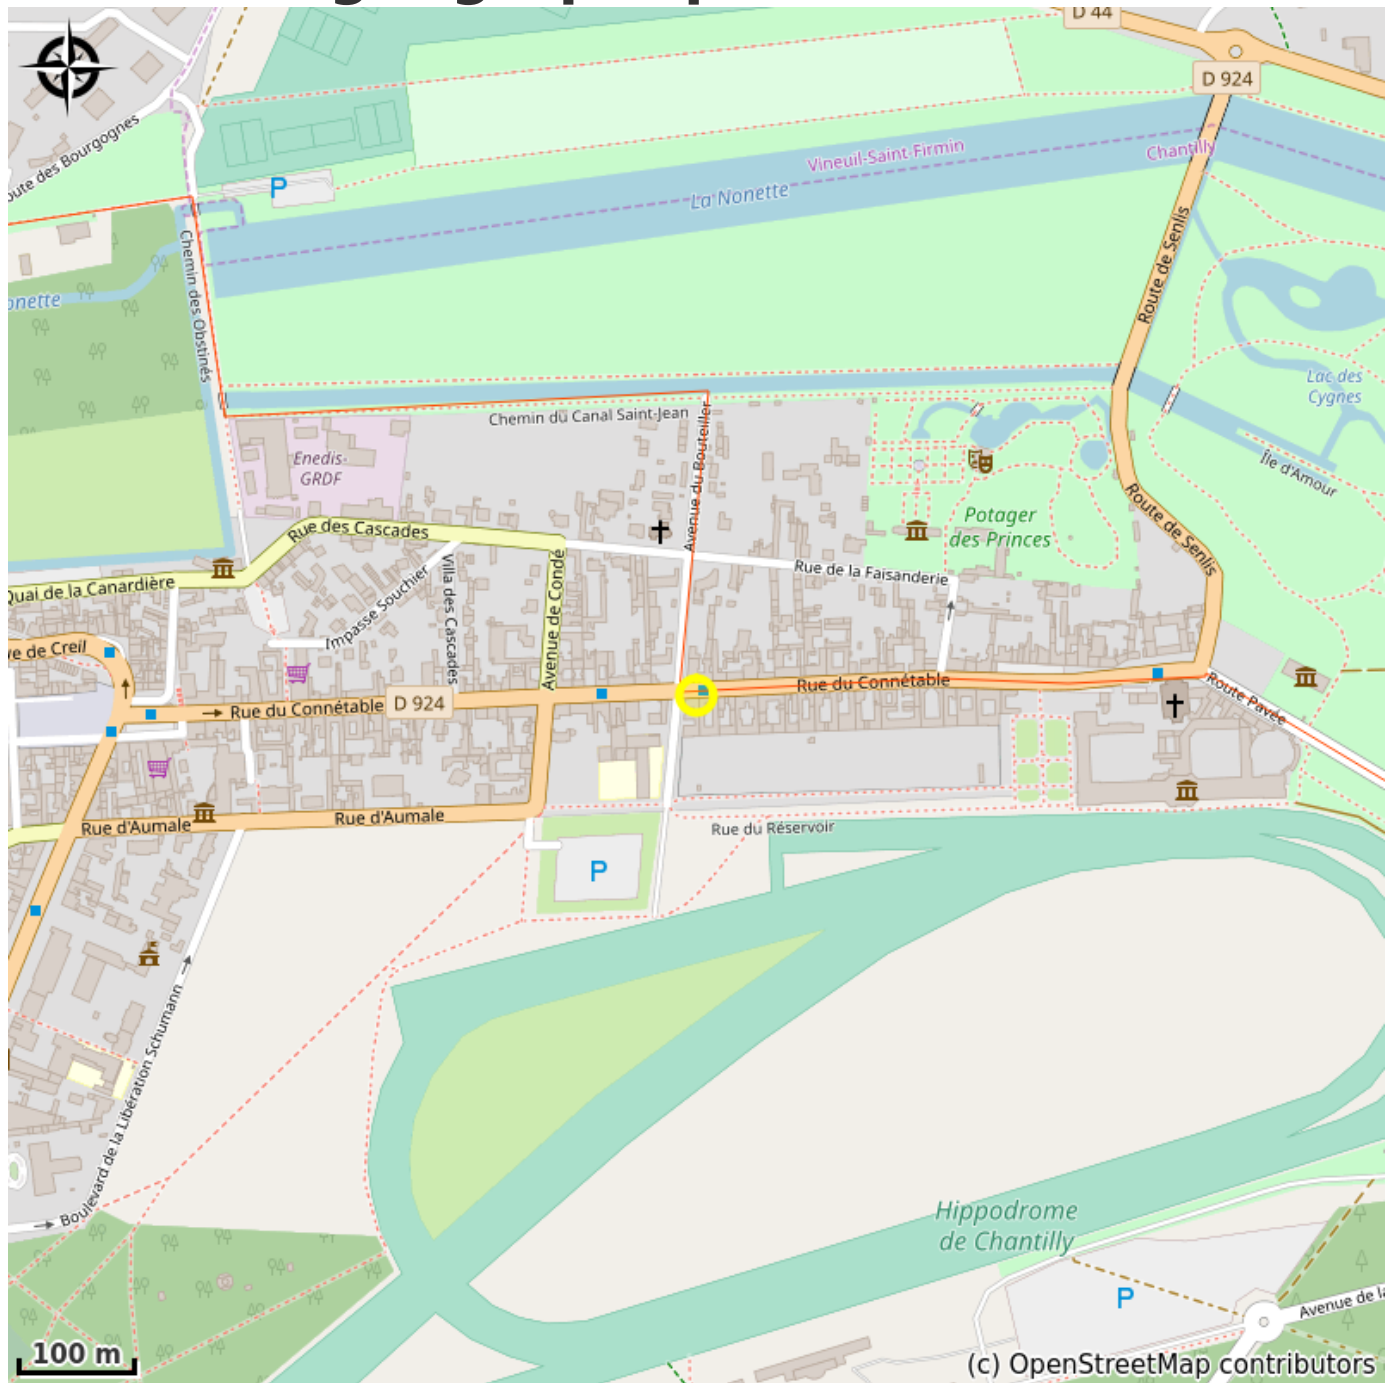 D 44
D 924
Route des Bourgognes
Vineuil-Saint-Firmin
Chantilly
P
La Nonette
Route de Senlis
Chemin des Obstinés
Lac des
Cygnes
Chemin du Canal Saint-Jean
Avenue du Bouteiller
Enedis-
GRDF
Île d'Amour
Route de Senlis
Potager
des Princes
Rue des Cascades
Villa des Cascades
Avenue de Condé
Rue de la Faisanderie
Quai de la Canardière
Impasse Souchier
de Creil
Rue du Connétable
D 924
Rue du Connétable
Route Pavée
Rue d'Aumale
Rue d'Aumale
Rue du Réservoir
P
Boulevard de la Libération Schumann
Hippodrome
de Chantilly
P
Avenue de la
100 m
(c) OpenStreetMap contributors